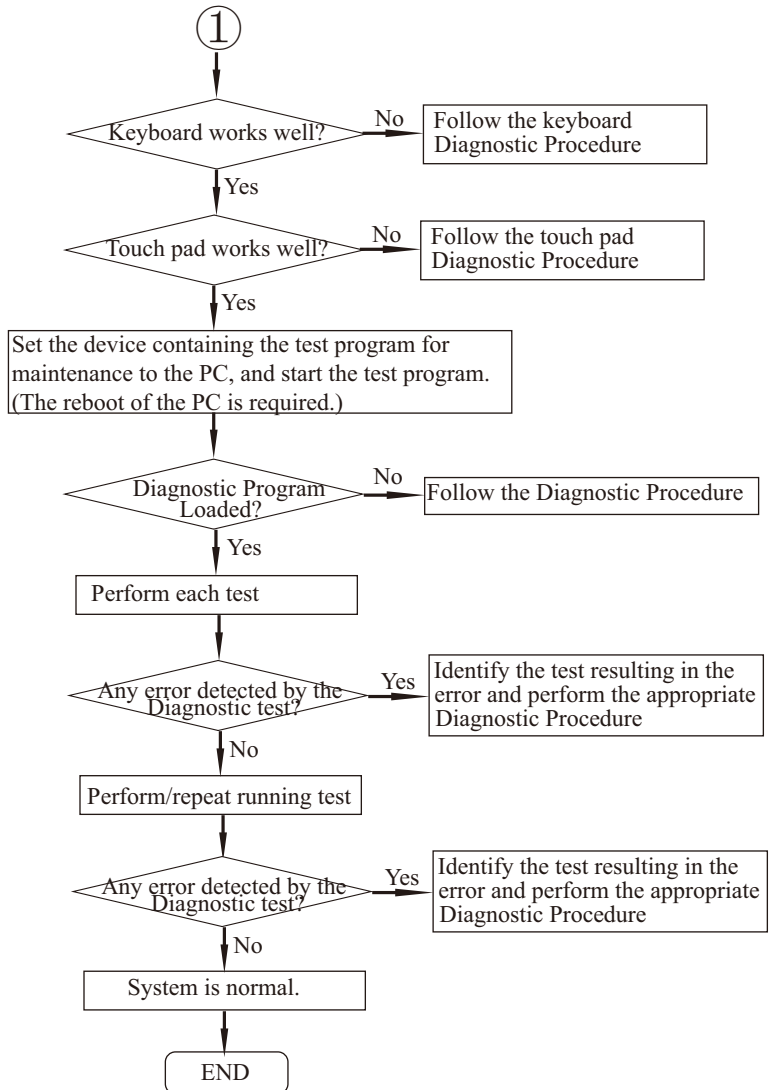 ①
Keyboard works well?
No
Follow the keyboard
Diagnostic Procedure
Yes
Touch pad works well?
No
Follow the touch pad
Diagnostic Procedure
Yes
Set the device containing the test program for
maintenance to the PC, and start the test program.
(The reboot of the PC is required.)
Diagnostic Program
Loaded?
No
Follow the Diagnostic Procedure
Yes
Perform each test
Any error detected by the
Diagnostic test?
Yes
Identify the test resulting in the
error and perform the appropriate
Diagnostic Procedure
No
Perform/repeat running test
Any error detected by the
Diagnostic test?
Yes
Identify the test resulting in the
error and perform the appropriate
Diagnostic Procedure
No
System is normal.
END